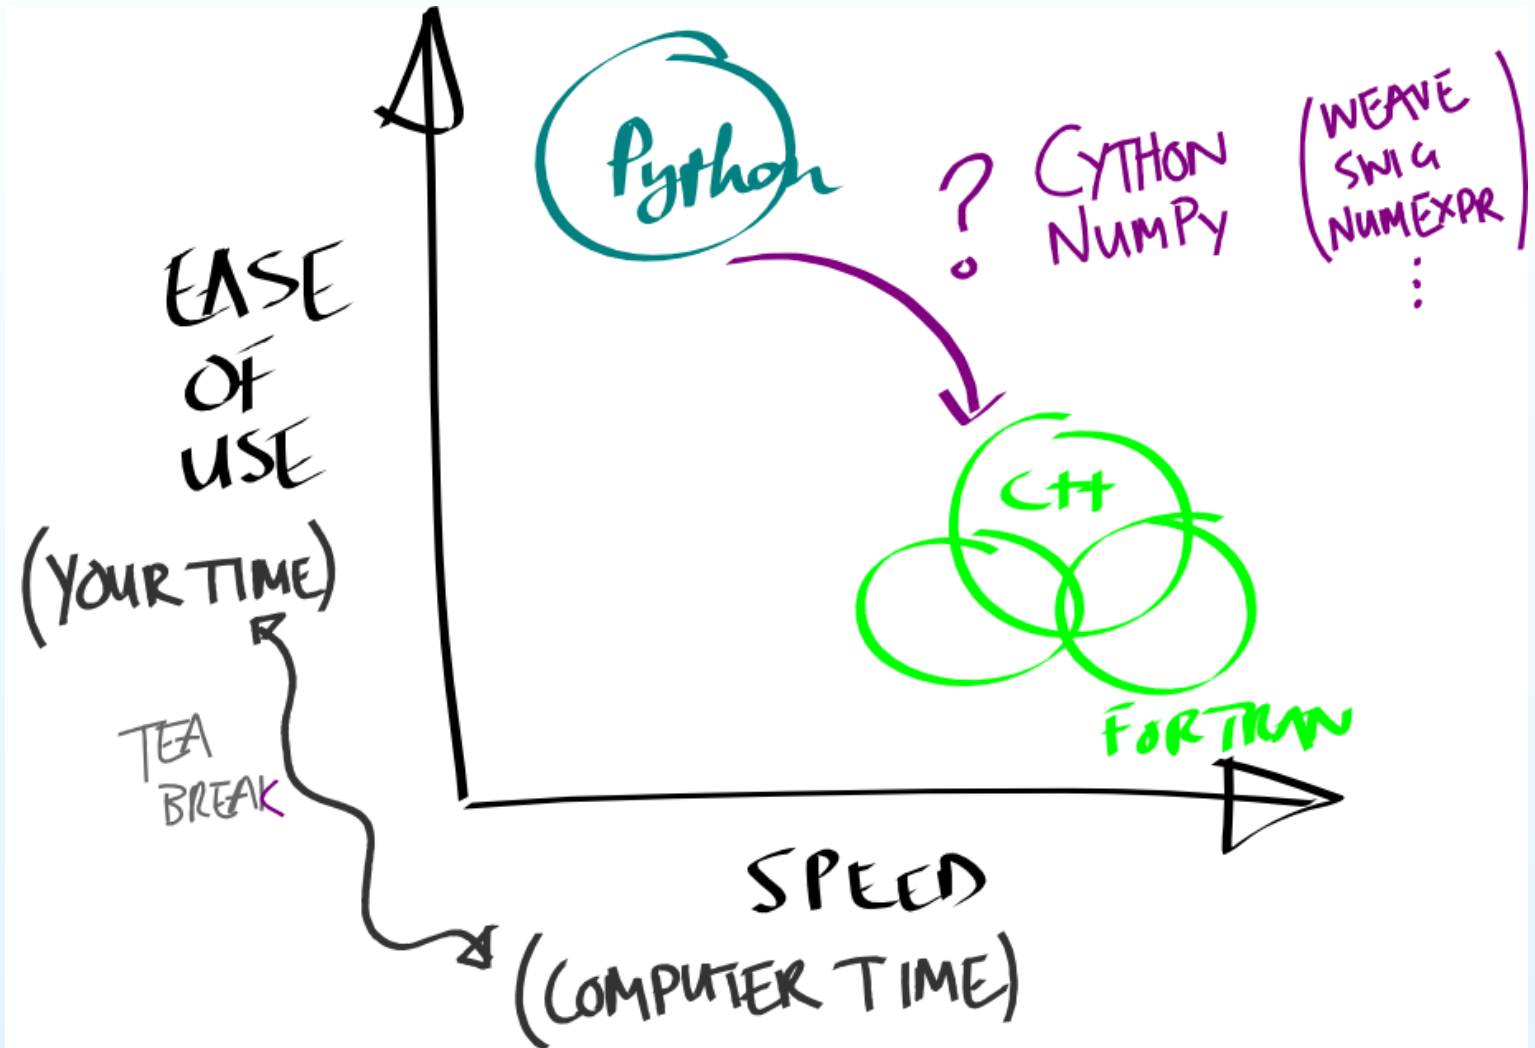 Python
?
CYTHON
NUMPY
(WEAVE
SWIG
NUMEXPR)
⋮
EASE
OF
USE
(YOUR TIME)
C++
FORTRAN
TEA
BREAK
SPEED
(COMPUTER TIME)